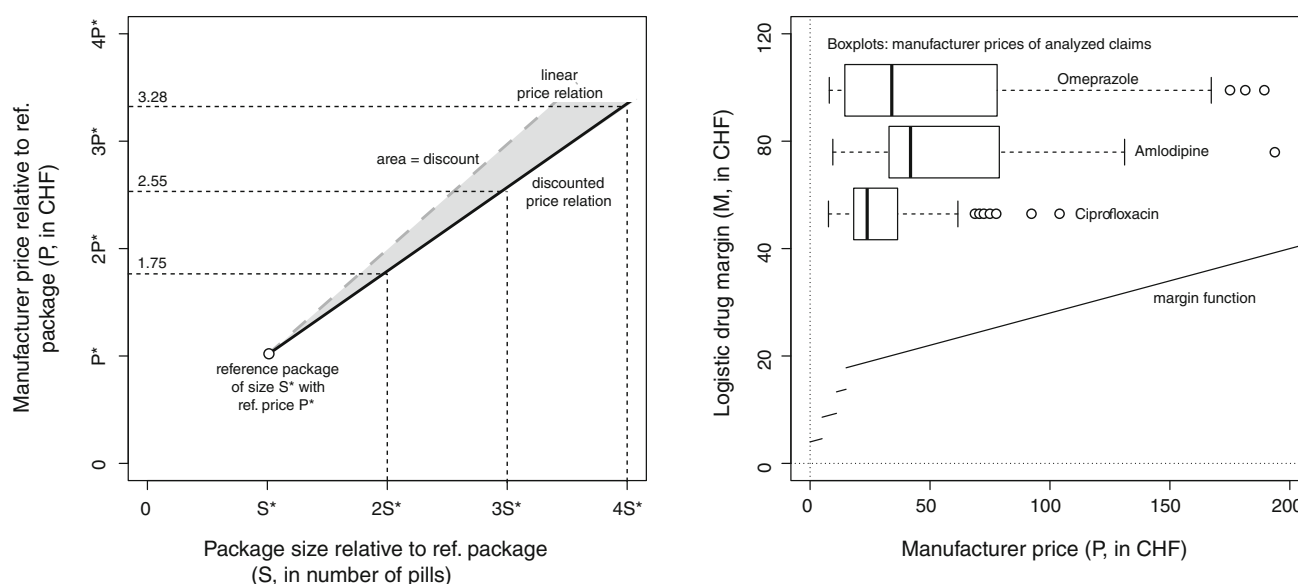 4P*
3P*
2P*
P*
0
Manufacturer price relative to ref.
package (P, in CHF)
3.28
2.55
1.75
linear
price relation
area = discount
discounted
price relation
reference package
of size S* with
ref. price P*
0
S*
2S*
3S*
4S*
Package size relative to ref. package
(S, in number of pills)
120
80
40
20
0
Logistic drug margin (M, in CHF)
Boxplots: manufacturer prices of analyzed claims
Omeprazole
Amlodipine
Ciprofloxacin
margin function
0
50
100
150
200
Manufacturer price (P, in CHF)